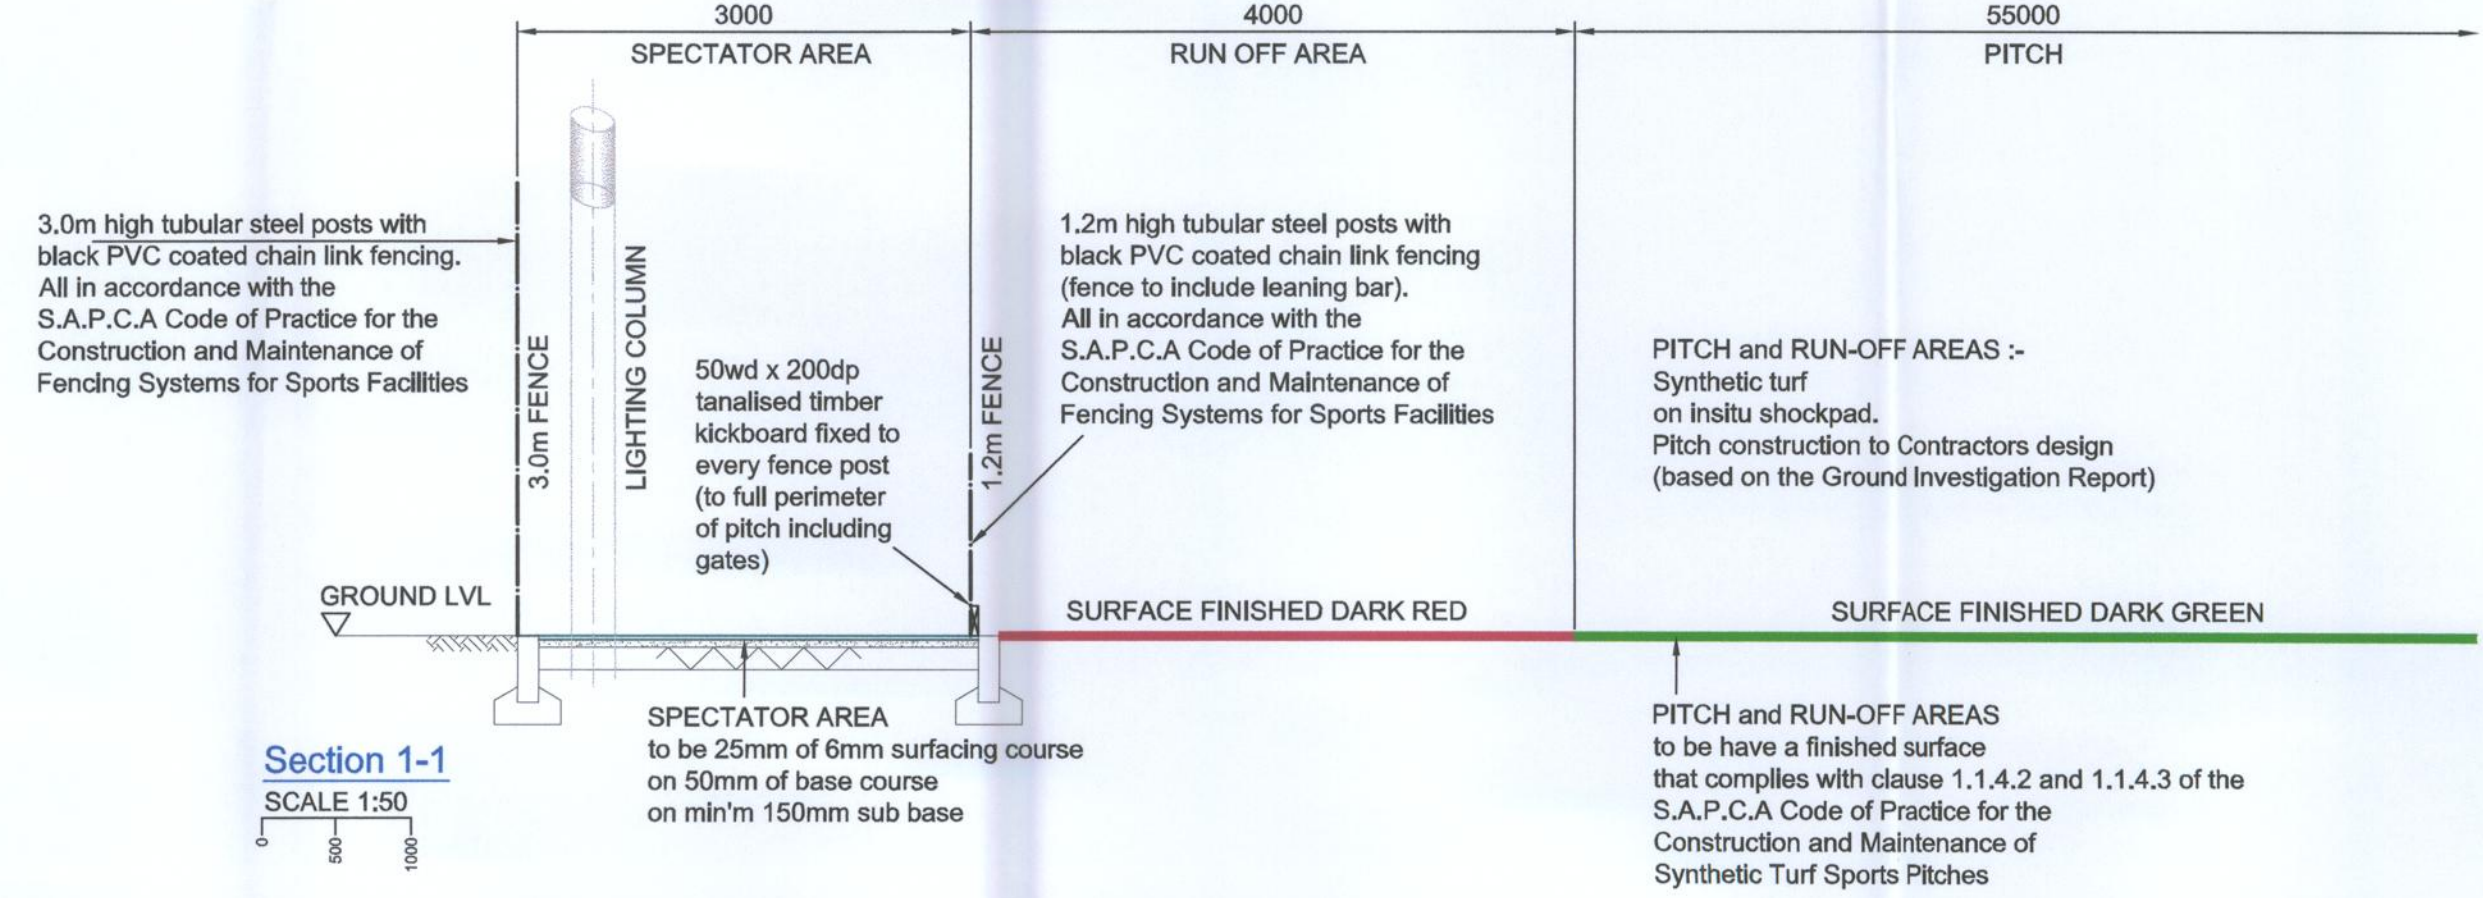 3000
SPECTATOR AREA
4000
RUN OFF AREA
55000
PITCH
3.0m high tubular steel posts with
black PVC coated chain link fencing.
All in accordance with the
S.A.P.C.A Code of Practice for the
Construction and Maintenance of
Fencing Systems for Sports Facilities
3.0m FENCE
LIGHTING COLUMN
50wd x 200dp
tanalised timber
kickboard fixed to
every fence post
(to full perimeter
of pitch including
gates)
1.2m FENCE
1.2m high tubular steel posts with
black PVC coated chain link fencing
(fence to include leaning bar).
All in accordance with the
S.A.P.C.A Code of Practice for the
Construction and Maintenance of
Fencing Systems for Sports Facilities
PITCH and RUN-OFF AREAS :-
Synthetic turf
on insitu shockpad.
Pitch construction to Contractors design
(based on the Ground Investigation Report)
GROUND LVL
SURFACE FINISHED DARK RED
SURFACE FINISHED DARK GREEN
SPECTATOR AREA
to be 25mm of 6mm surfacing course
on 50mm of base course
on min'm 150mm sub base
PITCH and RUN-OFF AREAS
to be have a finished surface
that complies with clause 1.1.4.2 and 1.1.4.3 of the
S.A.P.C.A Code of Practice for the
Construction and Maintenance of
Synthetic Turf Sports Pitches
Section 1-1
SCALE 1:50
0
500
1000